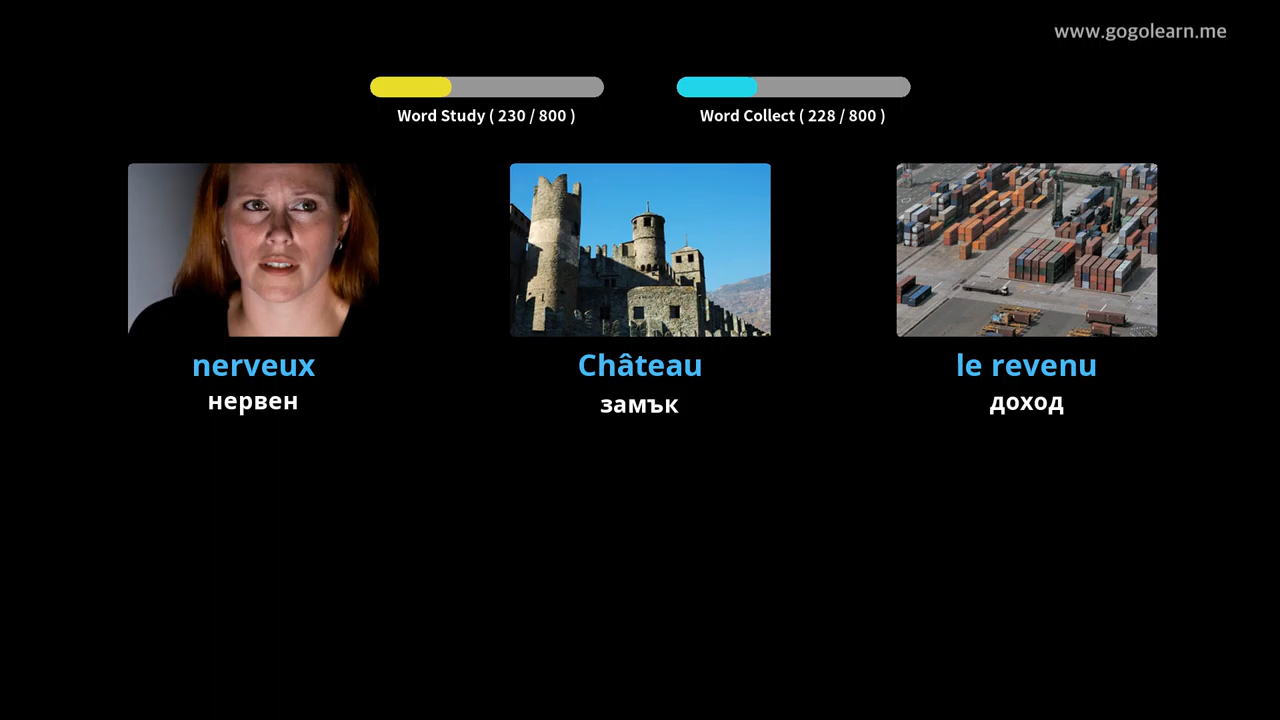 www.gogolearn.me
Word Study ( 230 / 800 )
Word Collect ( 228 / 800 )
nerveux
нервен
Château
замък
le revenu
доход